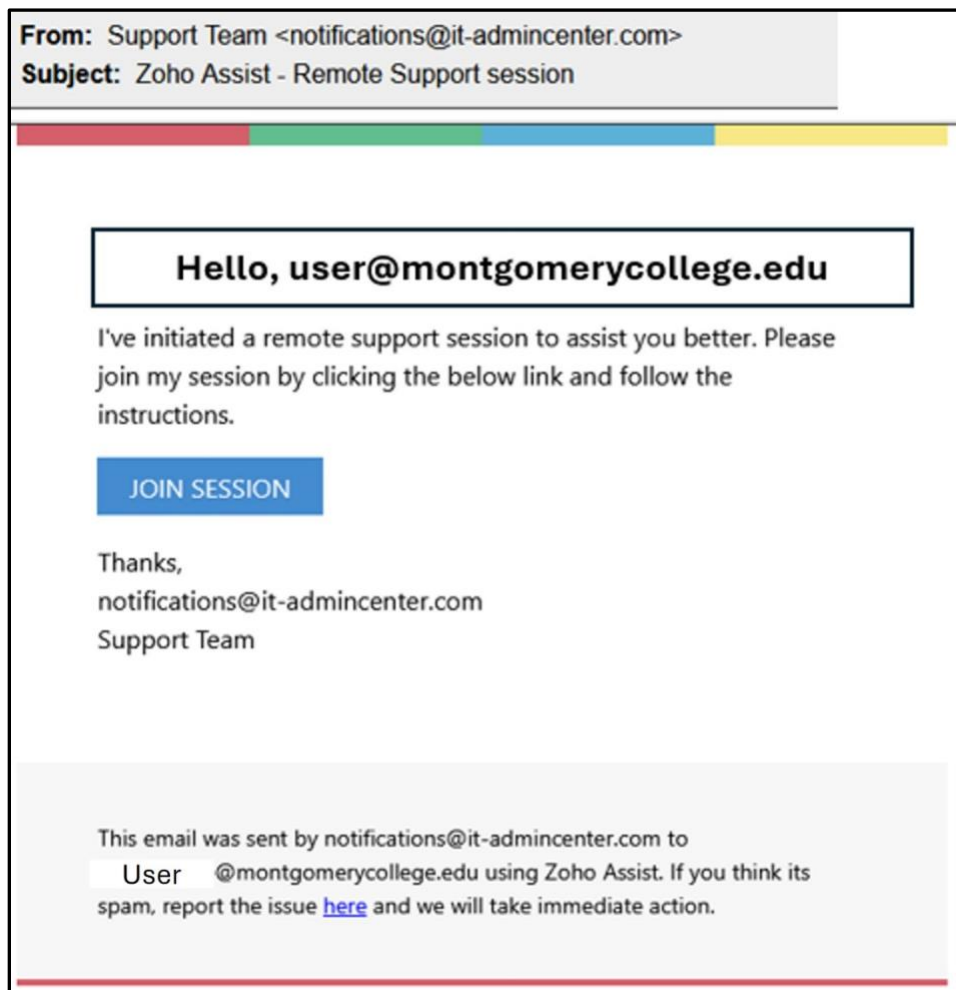 From: Support Team <notifications@it-admincenter.com>
Subject: Zoho Assist - Remote Support session
Hello, user@montgomerycollege.edu
I've initiated a remote support session to assist you better. Please
join my session by clicking the below link and follow the
instructions.
JOIN SESSION
Thanks,
notifications@it-admincenter.com
Support Team
This email was sent by notifications@it-admincenter.com to
User @montgomerycollege.edu using Zoho Assist. If you think its
spam, report the issue here and we will take immediate action.